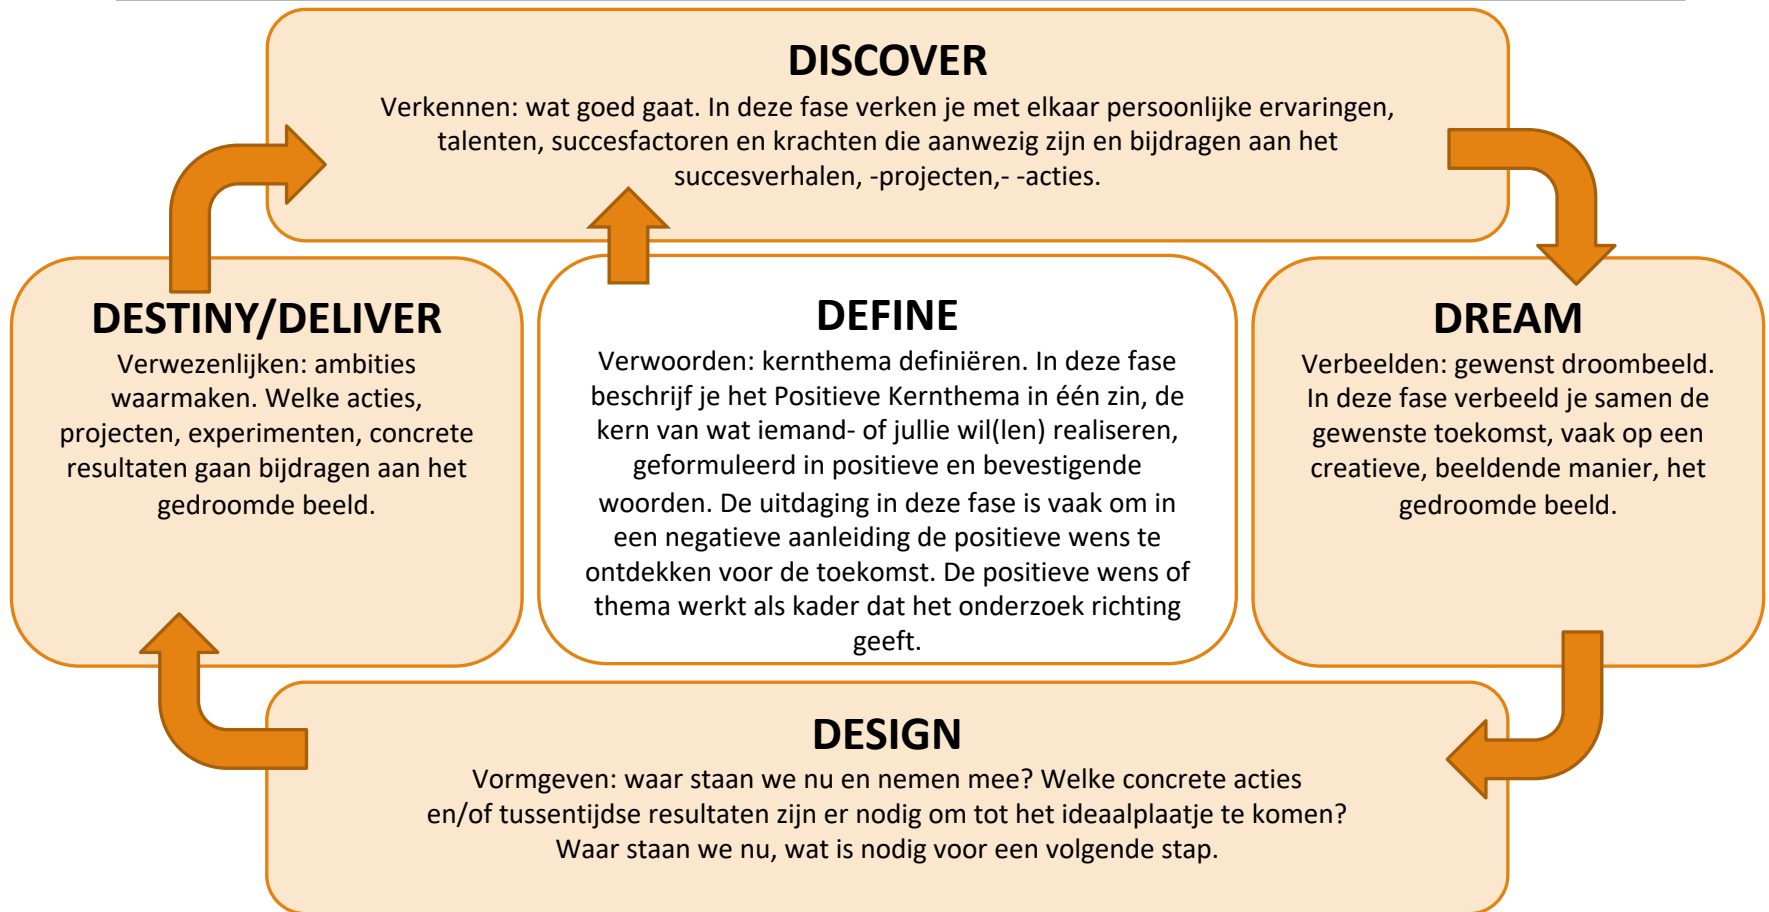 DISCOVER
Verkennen: wat goed gaat. In deze fase verken je met elkaar persoonlijke ervaringen,
talenten, succesfactoren en krachten die aanwezig zijn en bijdragen aan het
succesverhalen, -projecten,- -acties.
DESTINY/DELIVER
Verwezenlijken: ambities
waarmaken. Welke acties,
projecten, experimenten, concrete
resultaten gaan bijdragen aan het
gedroomde beeld.
DEFINE
Verwoorden: kernthema definiëren. In deze fase
beschrijf je het Positieve Kernthema in één zin, de
kern van wat iemand- of jullie wil(len) realiseren,
geformuleerd in positieve en bevestigende
woorden. De uitdaging in deze fase is vaak om in
een negatieve aanleiding de positieve wens te
ontdekken voor de toekomst. De positieve wens of
thema werkt als kader dat het onderzoek richting
geeft.
DREAM
Verbeelden: gewenst droombeeld.
In deze fase verbeeld je samen de
gewenste toekomst, vaak op een
creatieve, beeldende manier, het
gedroomde beeld.
DESIGN
Vormgeven: waar staan we nu en nemen mee? Welke concrete acties
en/of tussentijdse resultaten zijn er nodig om tot het ideaalplaatje te komen?
Waar staan we nu, wat is nodig voor een volgende stap.